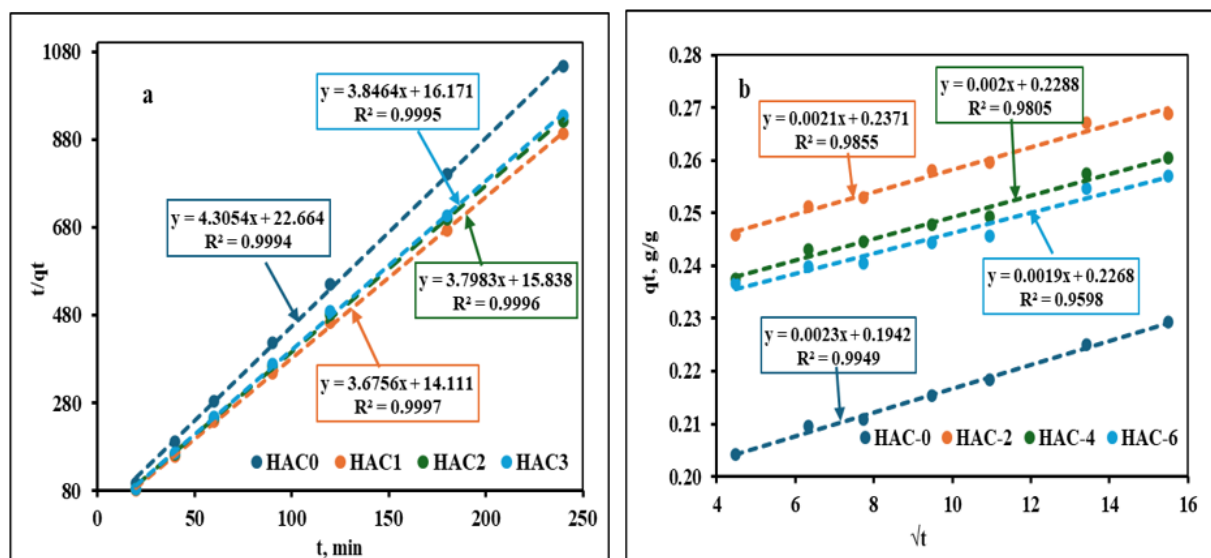 a
1080
880
680
480
280
80
t/qt
y = 3.8464x + 16.171
R² = 0.9995
y = 4.3054x + 22.664
R² = 0.9994
y = 3.7983x + 15.838
R² = 0.9996
y = 3.6756x + 14.111
R² = 0.9997
HAC0 HAC1 HAC2 HAC3
0 50 100 150 200 250
t, min
b
0.28
0.27
0.26
0.25
0.24
0.23
0.22
0.21
0.20
qt, g/g
y = 0.002x + 0.2288
R² = 0.9805
y = 0.0021x + 0.2371
R² = 0.9855
y = 0.0019x + 0.2268
R² = 0.9598
y = 0.0023x + 0.1942
R² = 0.9949
HAC-0 HAC-2 HAC-4 HAC-6
4 6 8 10 12 14 16
√t